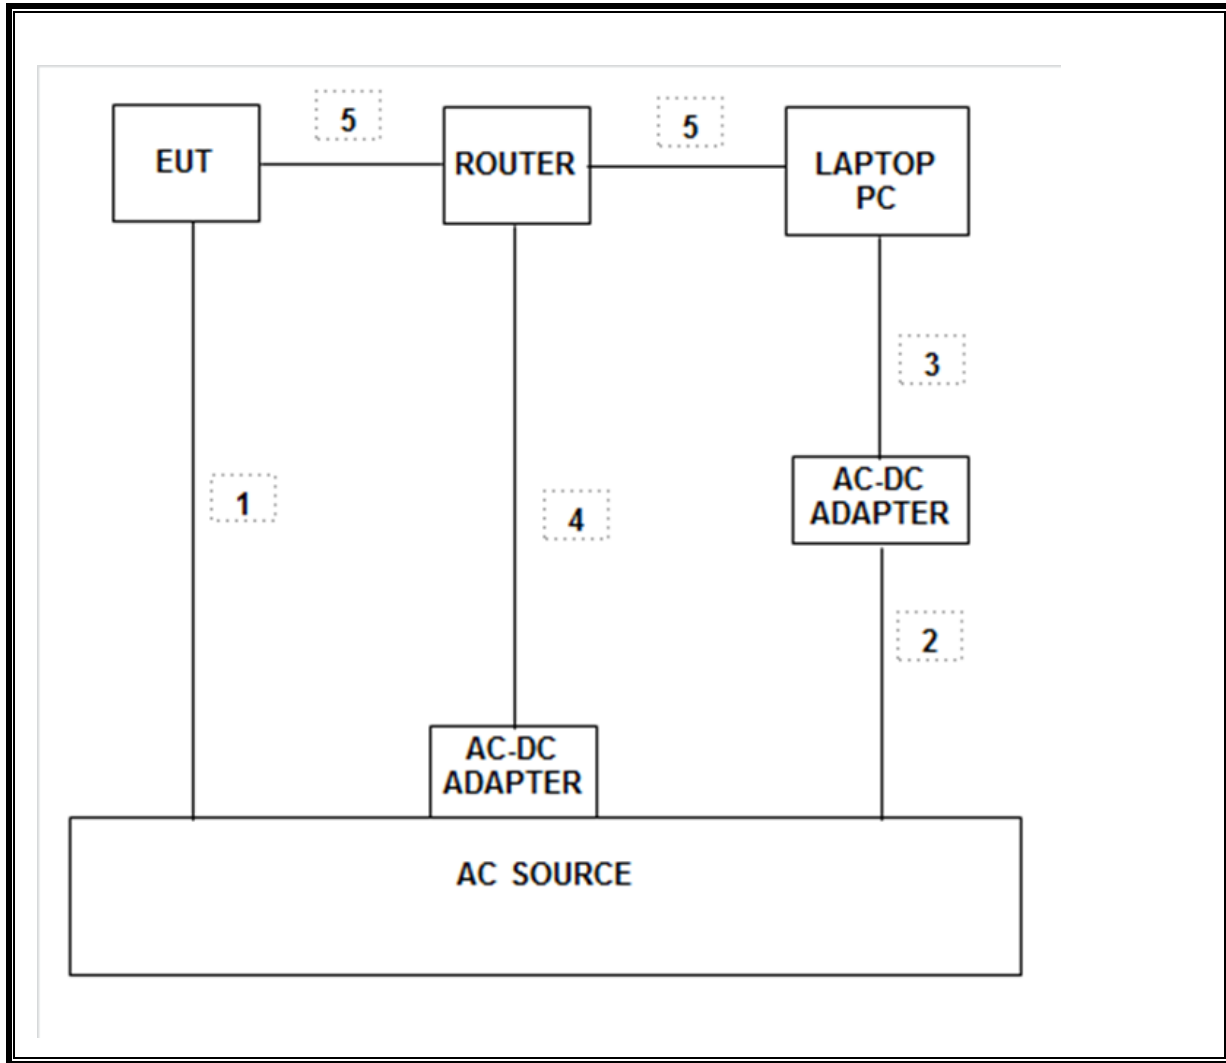 5
5
EUT
ROUTER
LAPTOP
PC
3
AC-DC
ADAPTER
1
4
2
AC-DC
ADAPTER
AC SOURCE